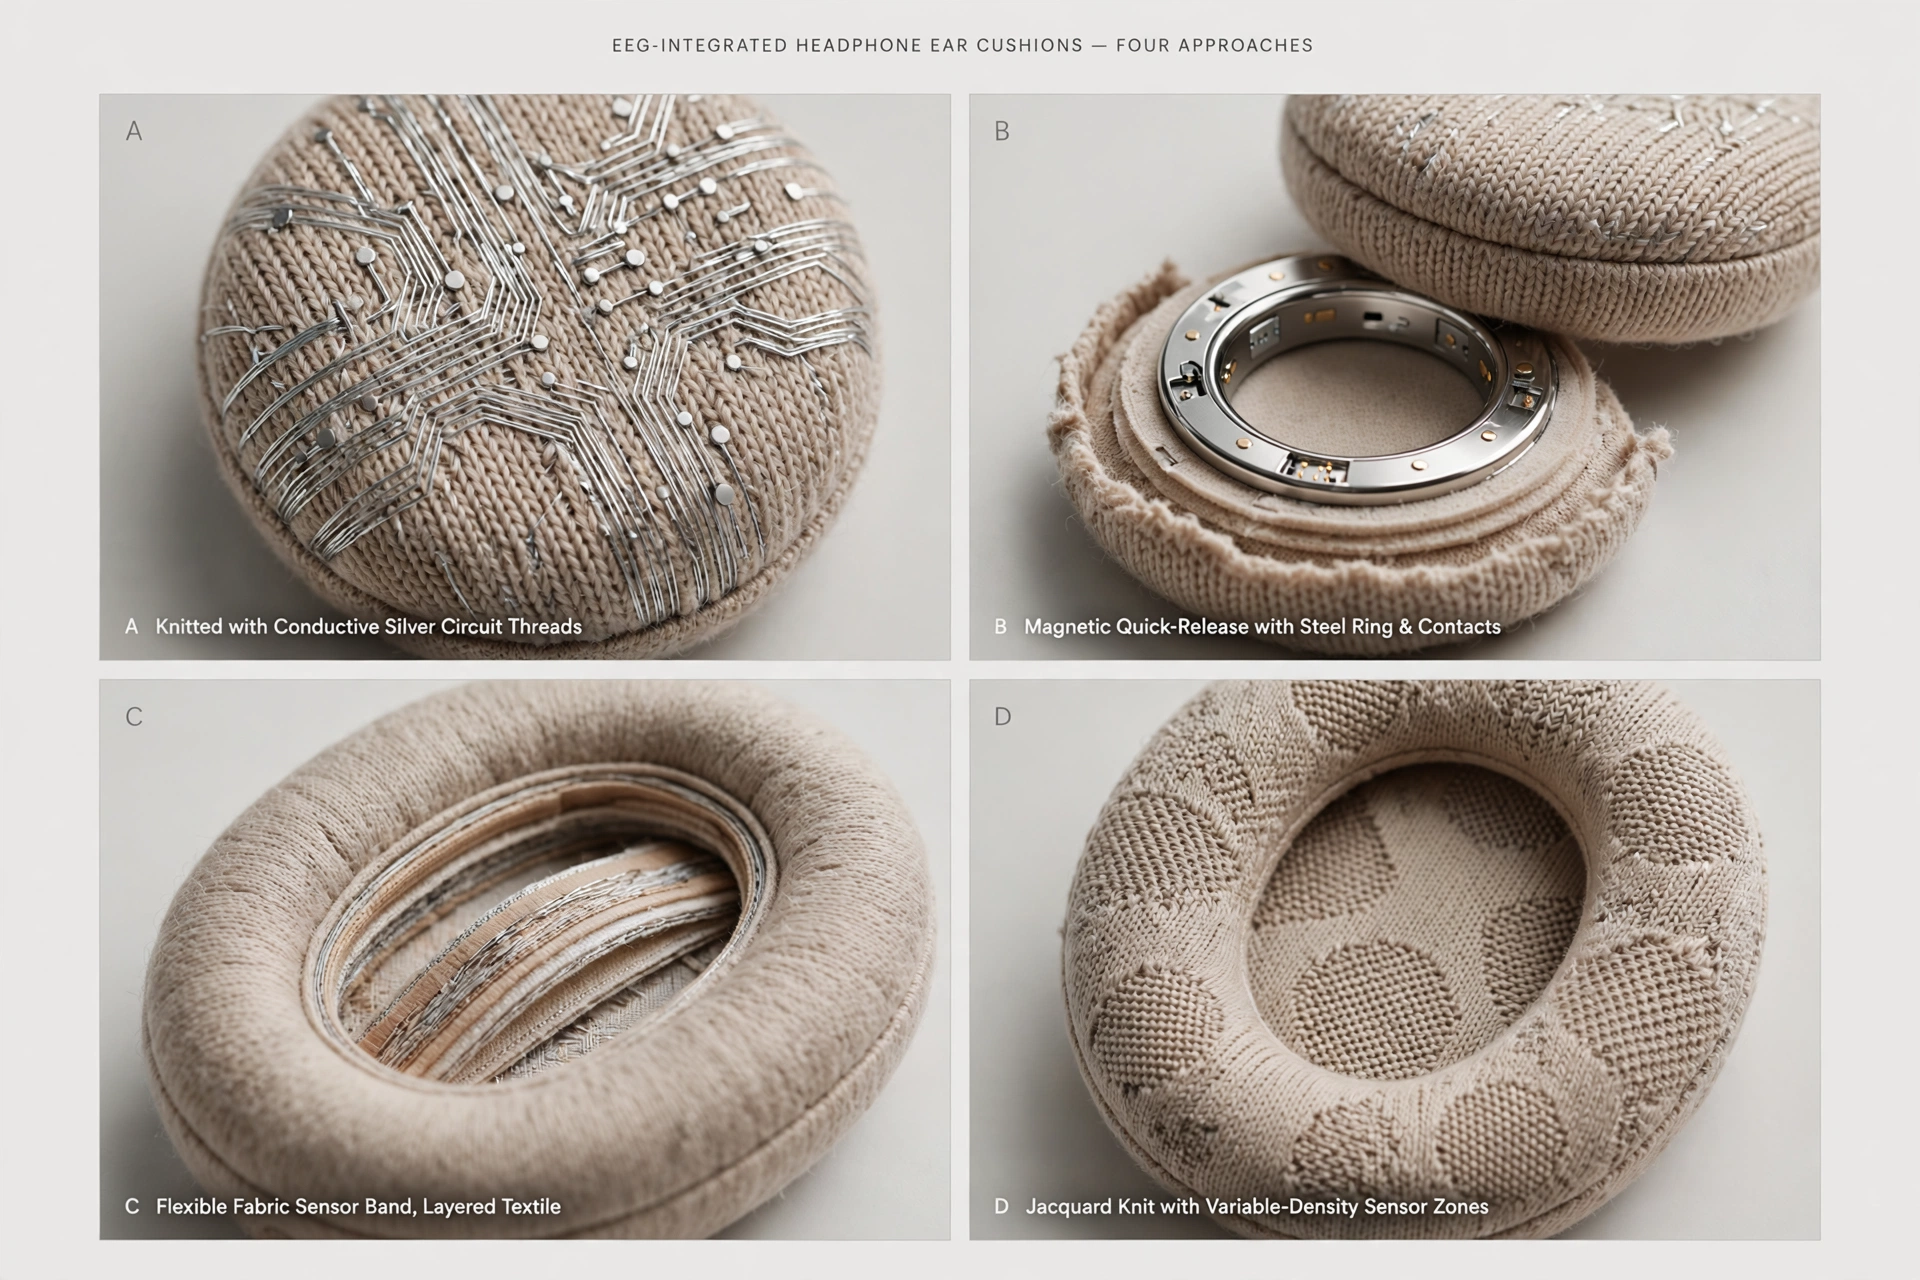 EEG-INTEGRATED HEADPHONE EAR CUSHIONS — FOUR APPROACHES
A
B
A Knitted with Conductive Silver Circuit Threads
B Magnetic Quick-Release with Steel Ring & Contacts
C
D
C Flexible Fabric Sensor Band, Layered Textile
D Jacquard Knit with Variable-Density Sensor Zones